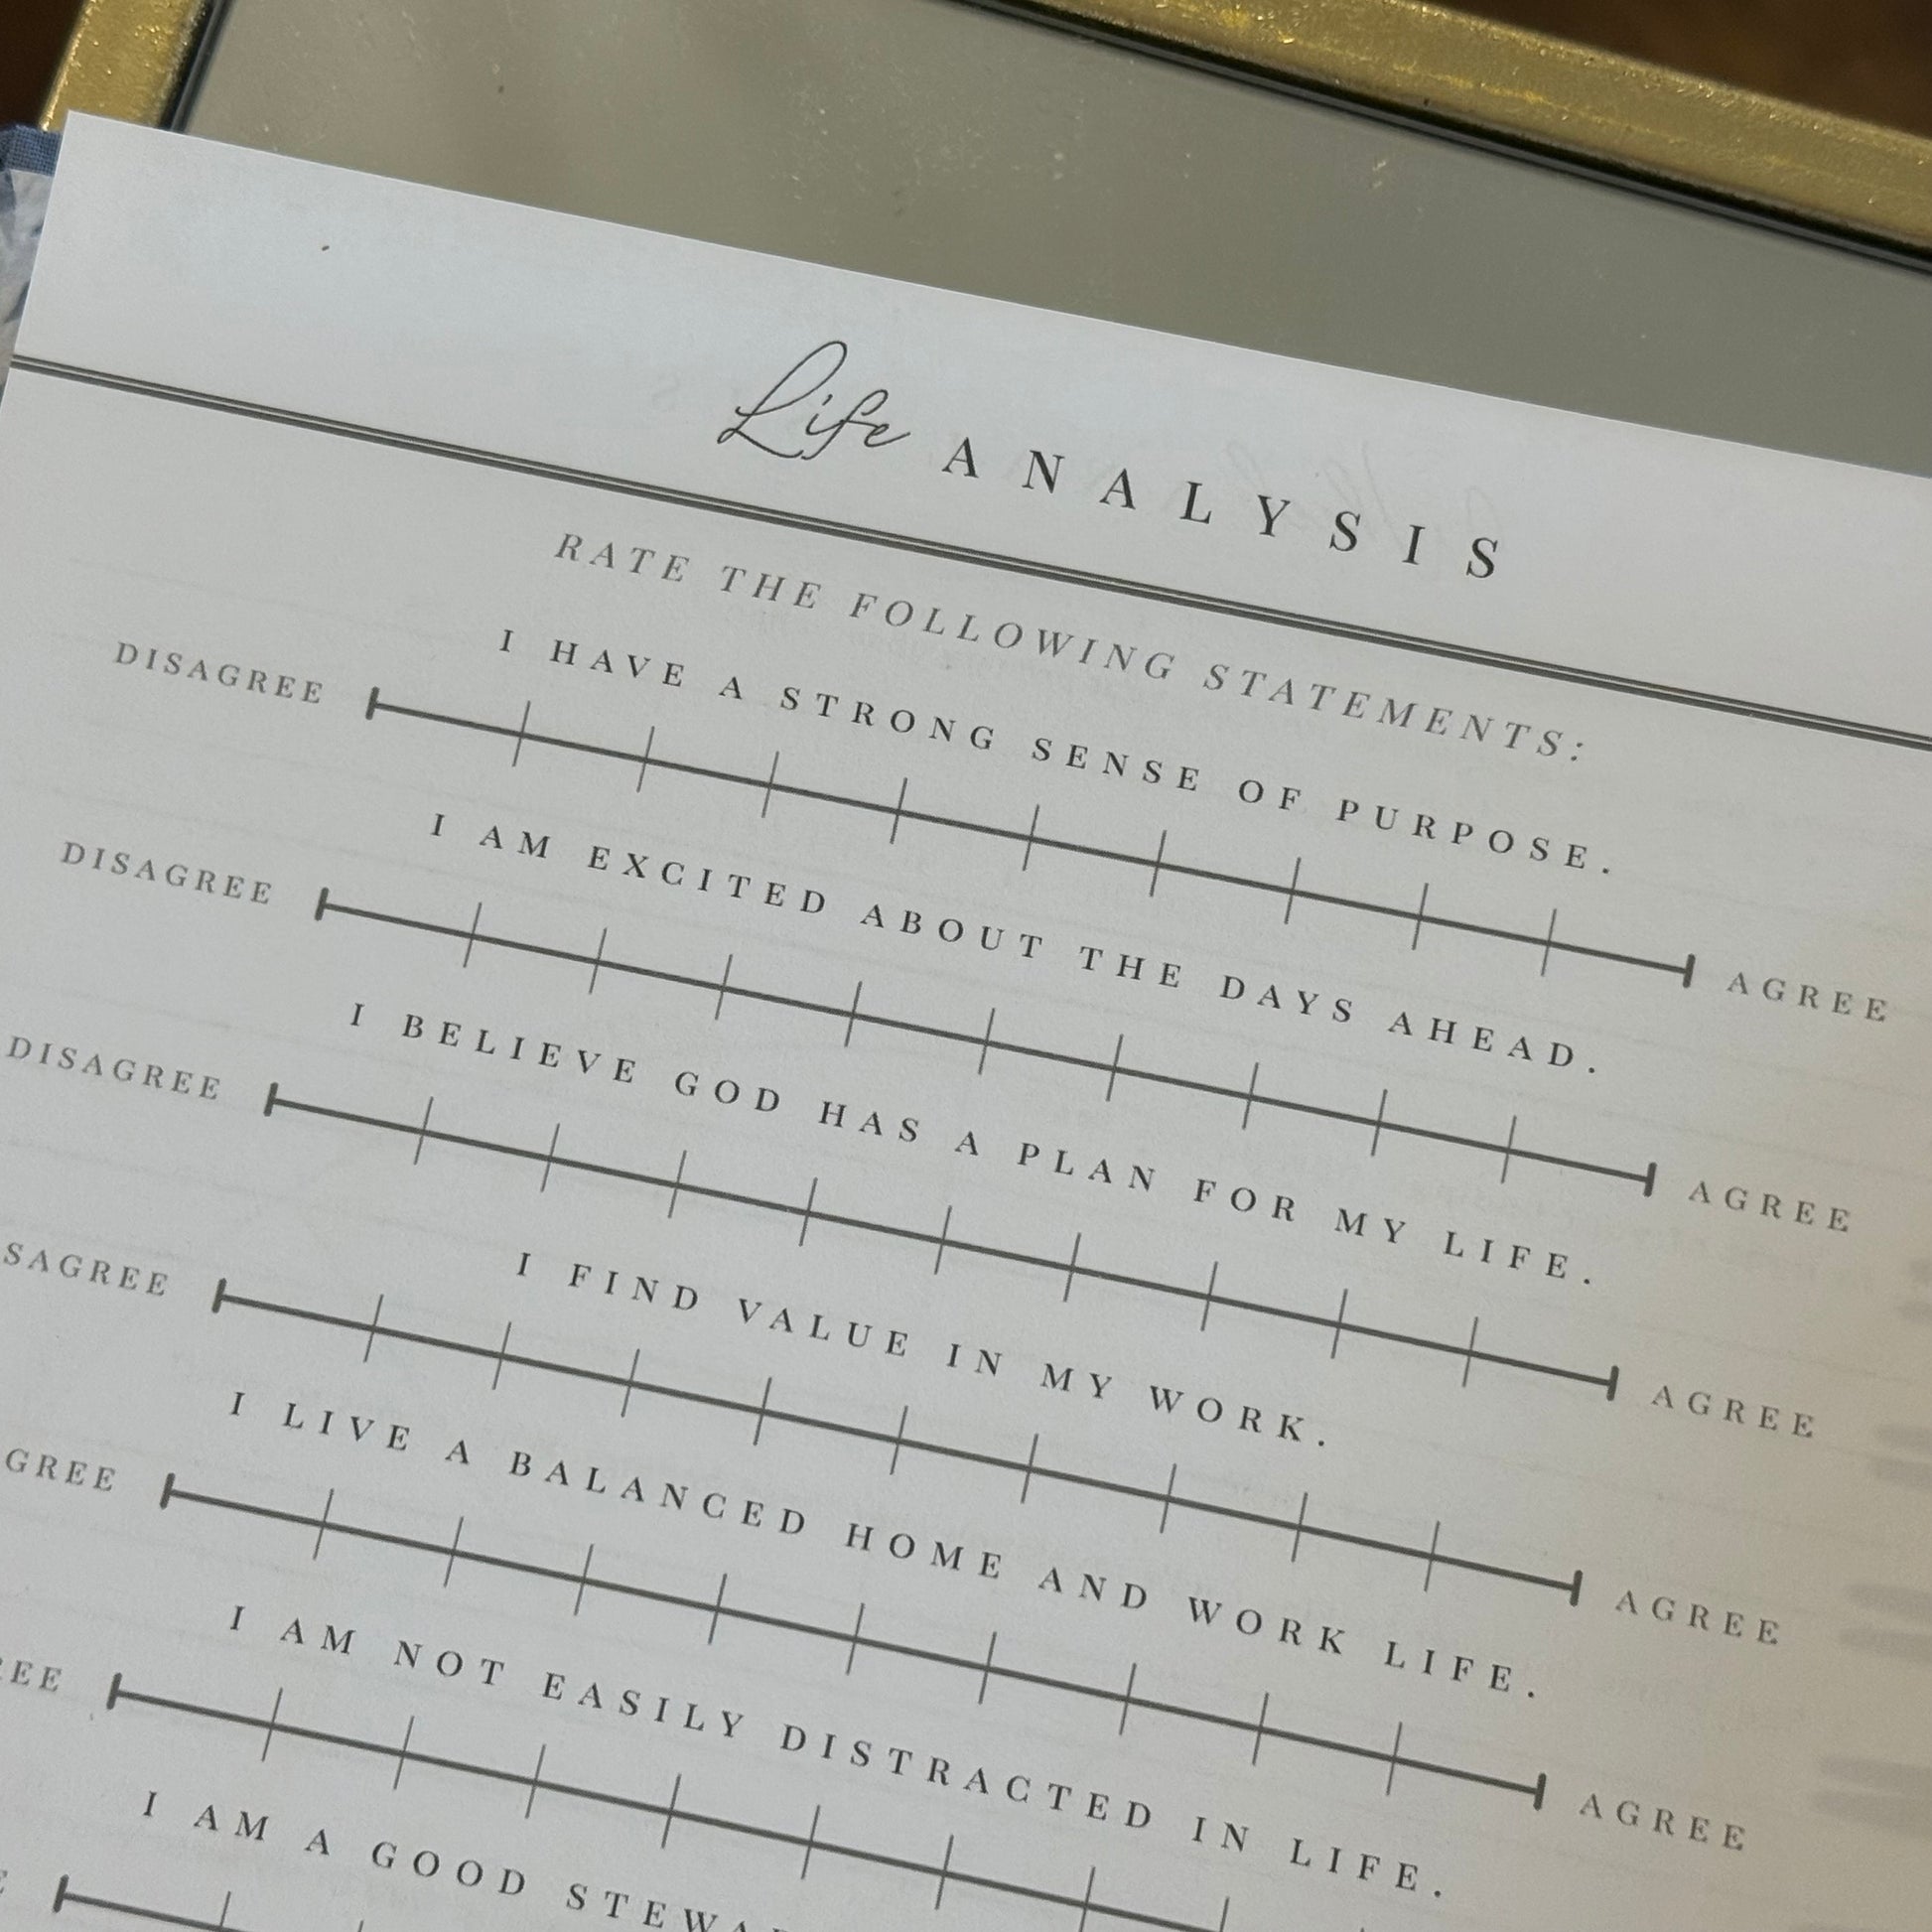 Life ANALYSIS
RATE THE FOLLOWING STATEMENTS:
I HAVE A STRONG SENSE OF PURPOSE.
DISAGREE AGREE
I AM EXCITED ABOUT THE DAYS AHEAD.
DISAGREE AGREE
I BELIEVE GOD HAS A PLAN FOR MY LIFE.
DISAGREE AGREE
I FIND VALUE IN MY WORK.
SAGREE AGREE
I LIVE A BALANCED HOME AND WORK LIFE.
GREE AGREE
I AM NOT EASILY DISTRACTED IN LIFE.
REE
I AM A GOOD